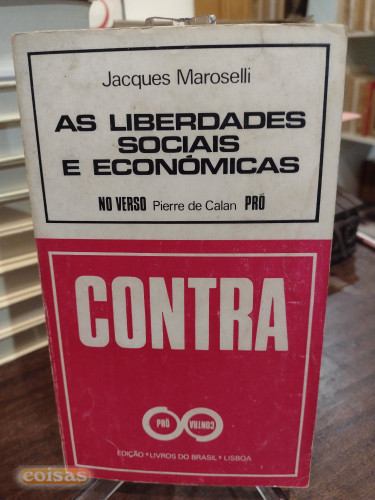 Jacques Maroselli
AS LIBERDADES
SOCIAIS
E ECONÓMICAS
NO VERSO Pierre de Calan PRÓ
CONTRA
PRÓ
CONTRA
EDIÇÃO * LIVROS DO BRASIL * LISBOA
coisas